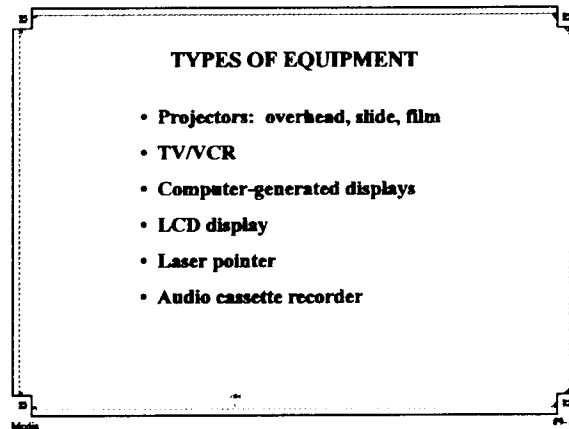 TYPES OF EQUIPMENT
• Projectors: overhead, slide, film
• TV/VCR
• Computer-generated displays
• LCD display
• Laser pointer
• Audio cassette recorder